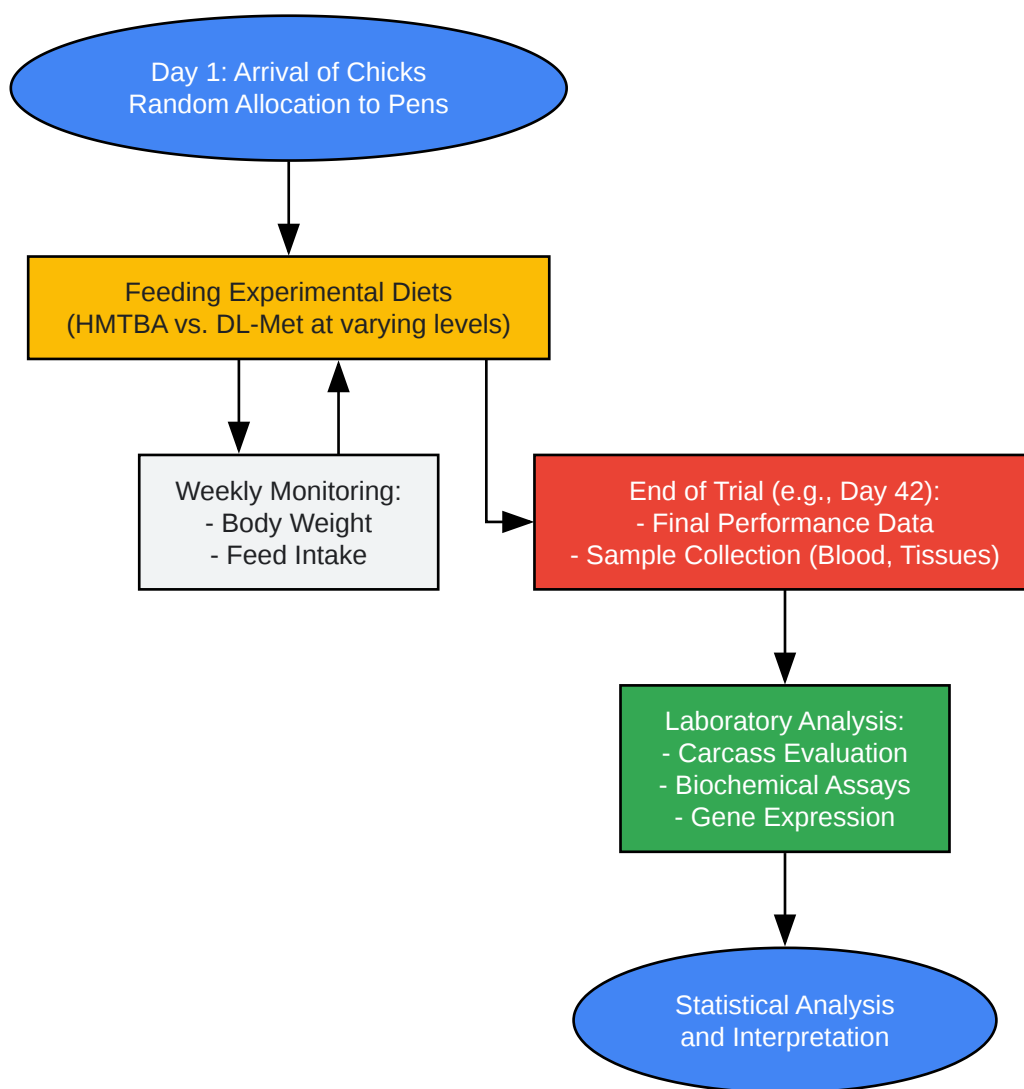 Day 1: Arrival of Chicks
Random Allocation to Pens
Feeding Experimental Diets
(HMTBA vs. DL-Met at varying levels)
Weekly Monitoring:
- Body Weight
- Feed Intake
End of Trial (e.g., Day 42):
- Final Performance Data
- Sample Collection (Blood, Tissues)
Laboratory Analysis:
- Carcass Evaluation
- Biochemical Assays
- Gene Expression
Statistical Analysis
and Interpretation